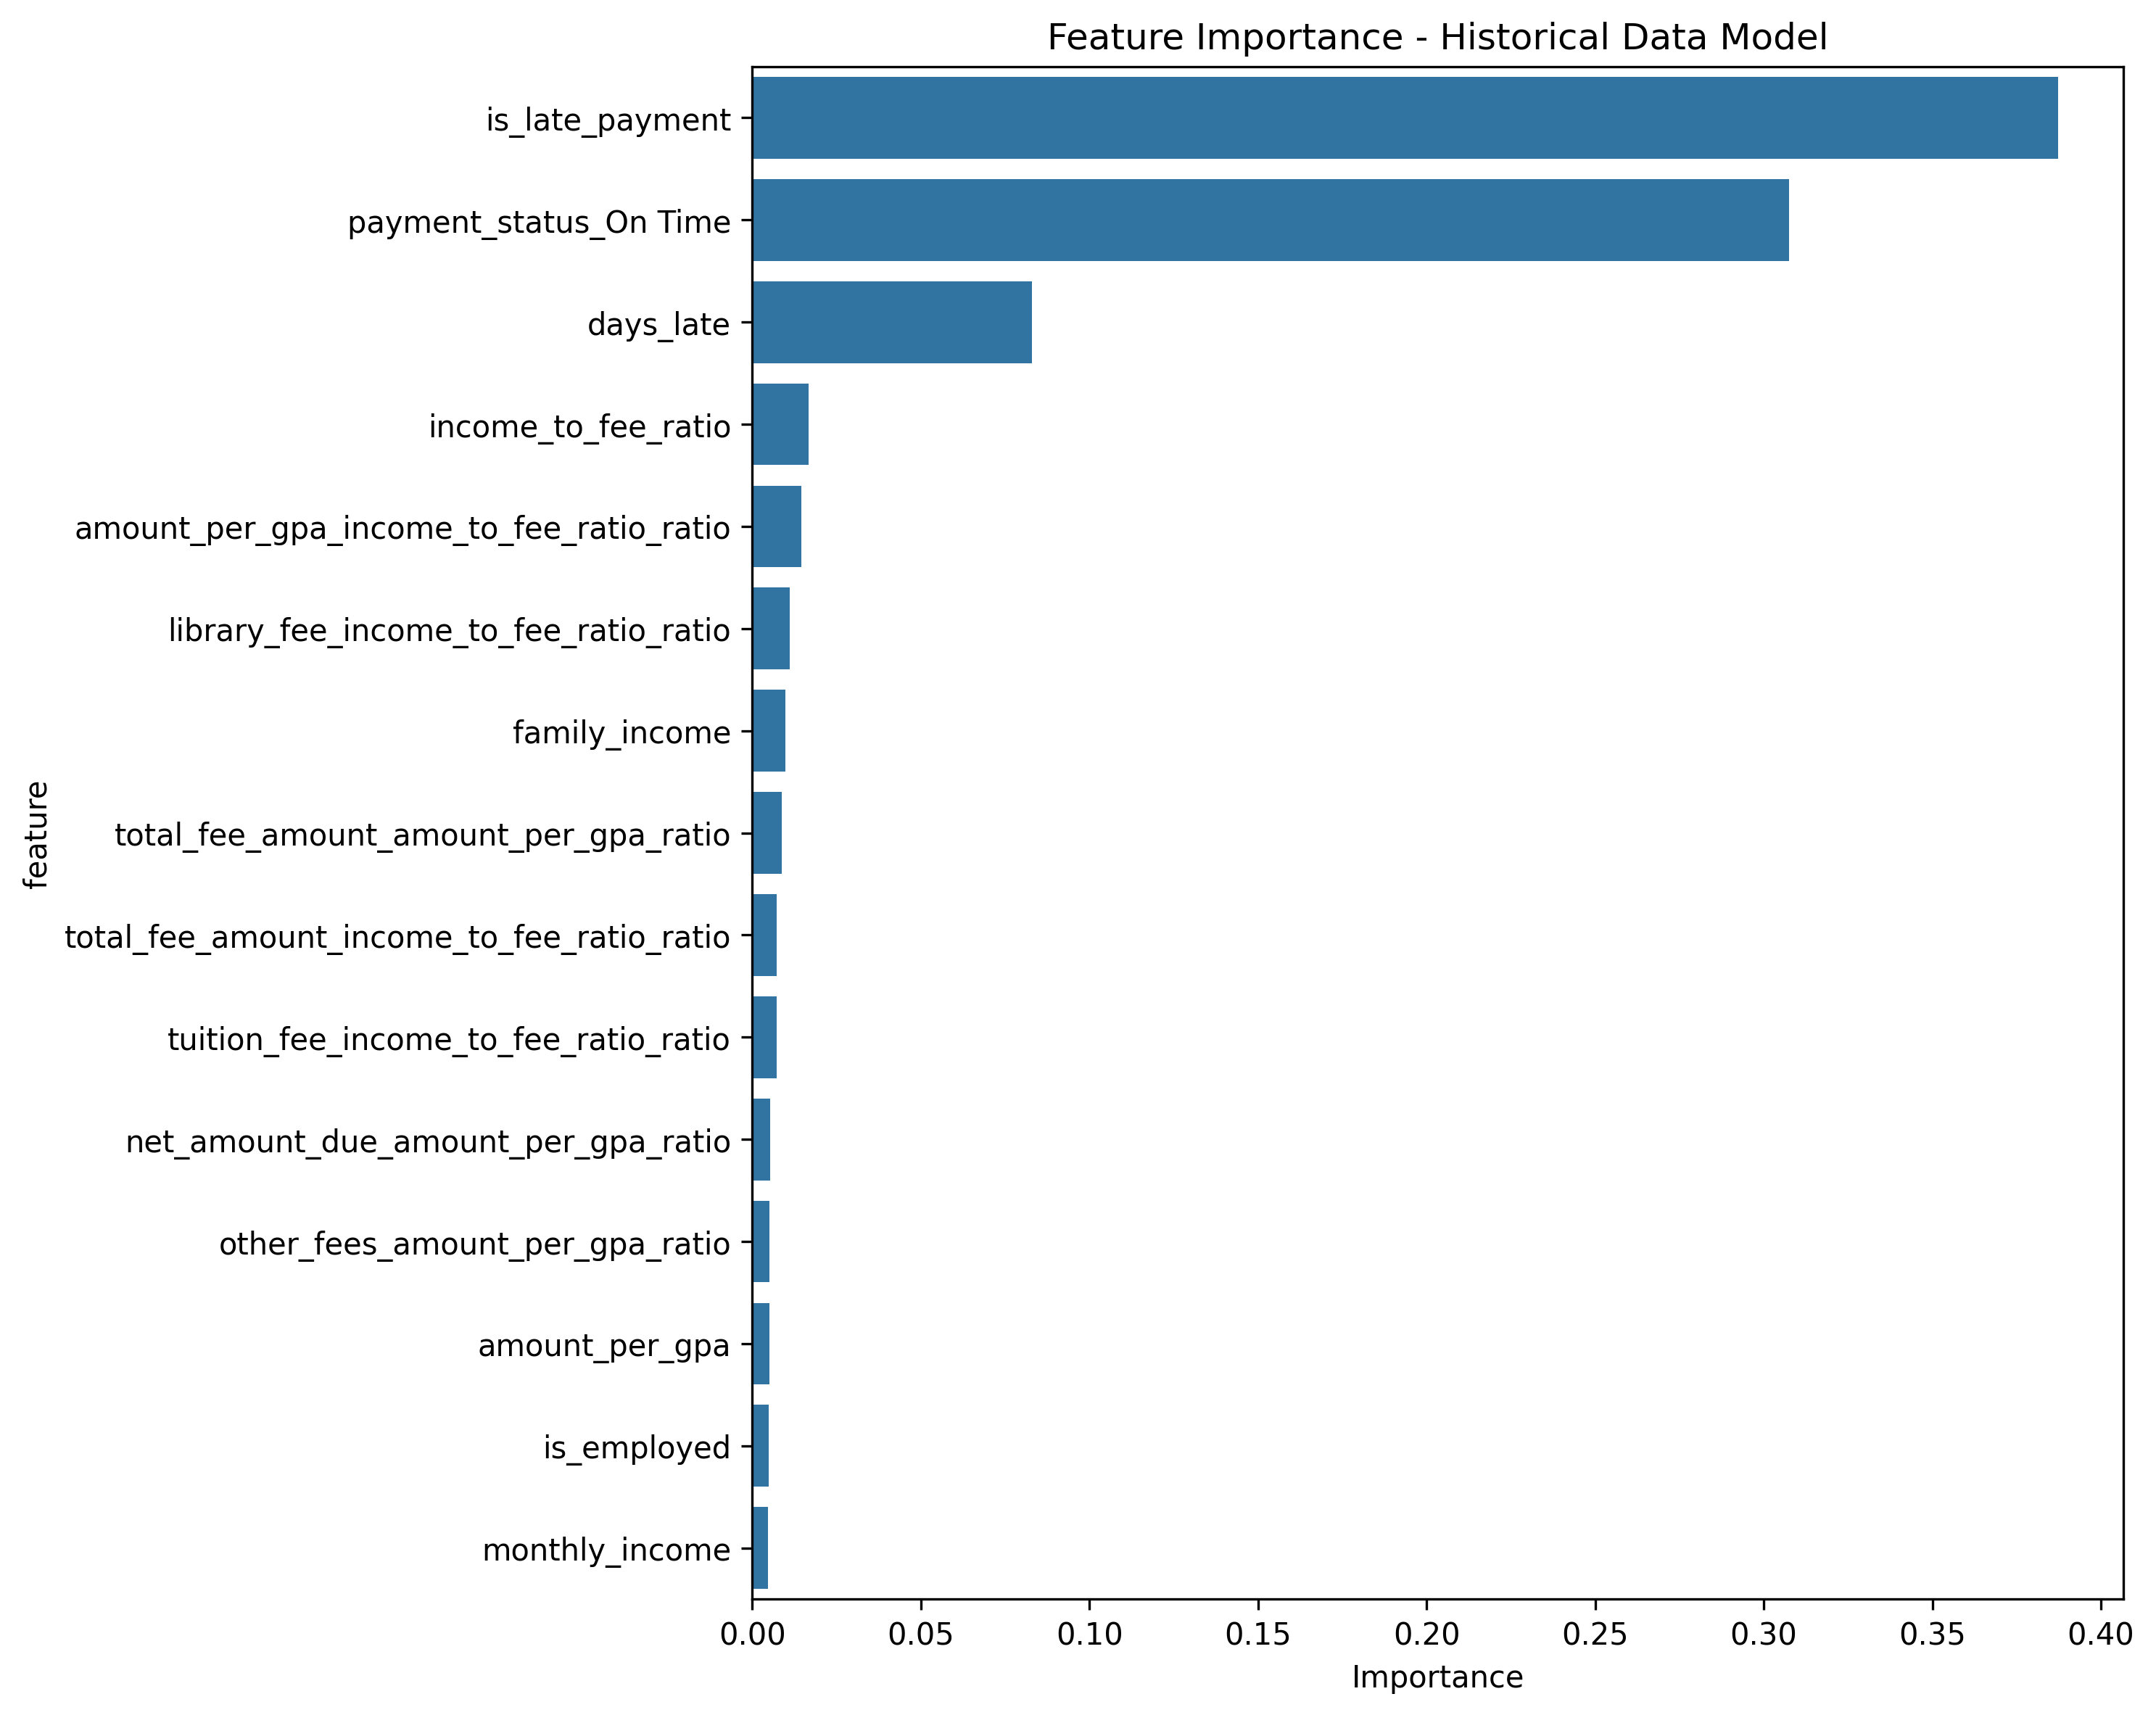 Feature Importance - Historical Data Model
is_late_payment
payment_status_On Time
days_late
income_to_fee_ratio
amount_per_gpa_income_to_fee_ratio_ratio
library_fee_income_to_fee_ratio_ratio
family_income
total_fee_amount_amount_per_gpa_ratio
total_fee_amount_income_to_fee_ratio_ratio
tuition_fee_income_to_fee_ratio_ratio
net_amount_due_amount_per_gpa_ratio
other_fees_amount_per_gpa_ratio
amount_per_gpa
is_employed
monthly_income
feature
0.00 0.05 0.10 0.15 0.20 0.25 0.30 0.35 0.40
Importance